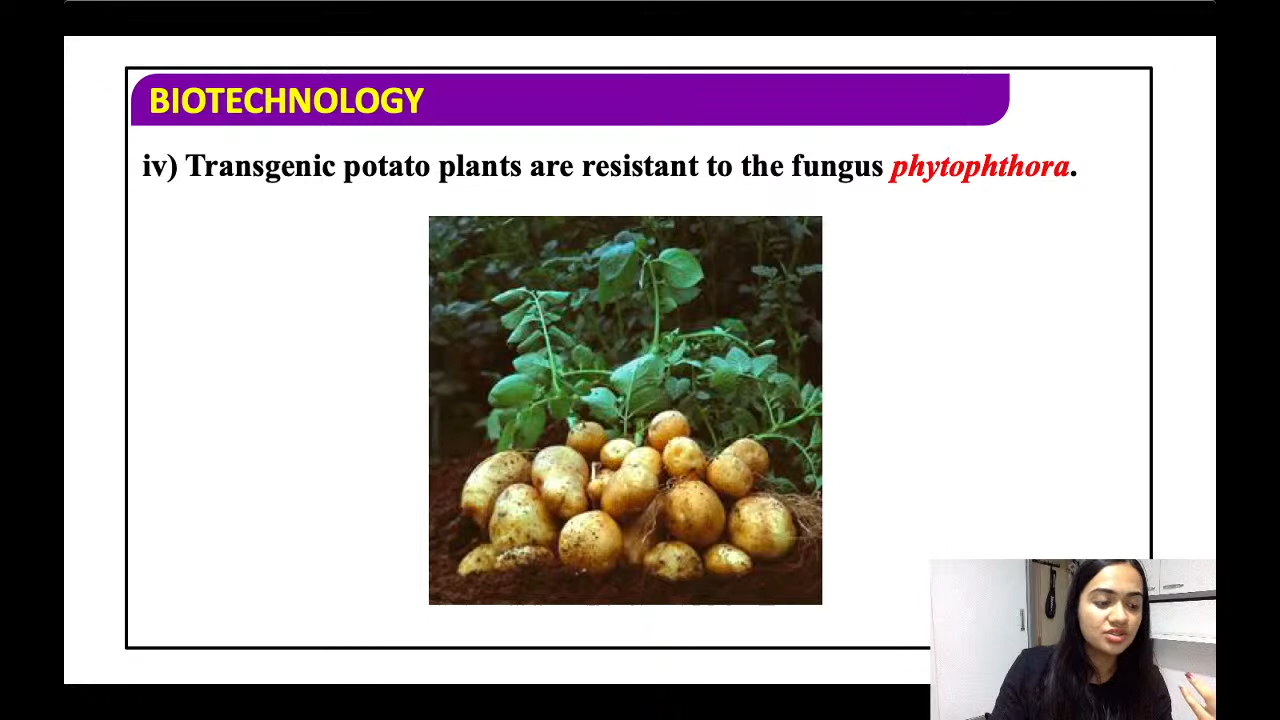 BIOTECHNOLOGY
iv) Transgenic potato plants are resistant to the fungus phytophthora.